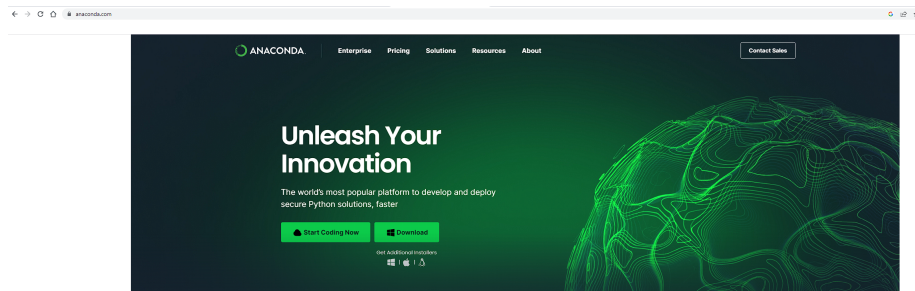 anaconda.com
ANACONDA. Enterprise Pricing Solutions Resources About Contact Sales
Unleash Your
Innovation
The world's most popular platform to develop and deploy
secure Python solutions, faster
Start Coding Now Download
Get Additional Installers